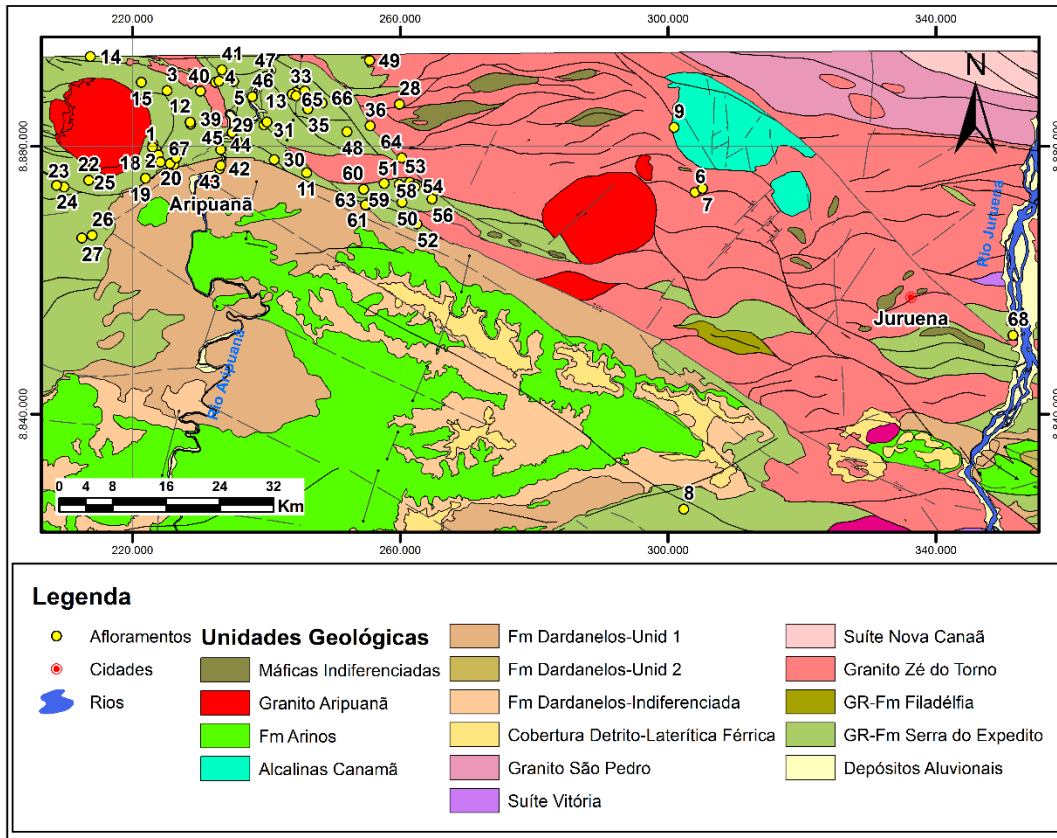 220.000 260.000 300.000 340.000
41 47
14 3 40 4 46 33 49 28
15 12 5 13 65 66 36 9
39 29 35
1 45 31 48 64
8.880.000 8.880.000
18 2 67 44 30 51 53 6
22 60 58 54 7
23 25 20 42 11
24 19 43 63 59 56
Aripuanã 61 50
26 52
27
N
Rio Juruena
Juruena
68
Rio Aripuanã
8.840.000 8.840.000
8
0 4 8 16 24 32
Km
220.000 260.000 300.000 340.000
Legenda
Afloramentos
Cidades
Rios
Unidades Geológicas
Máficas Indiferenciadas
Granito Aripuanã
Fm Arinos
Alcalinas Canamã
Fm Dardanelos-Unid 1
Fm Dardanelos-Unid 2
Fm Dardanelos-Indiferenciada
Cobertura Detrito-Laterítica Férrica
Granito São Pedro
Suíte Vitória
Suíte Nova Canaã
Granito Zé do Torno
GR-Fm Filadélfia
GR-Fm Serra do Expedito
Depósitos Aluvionais